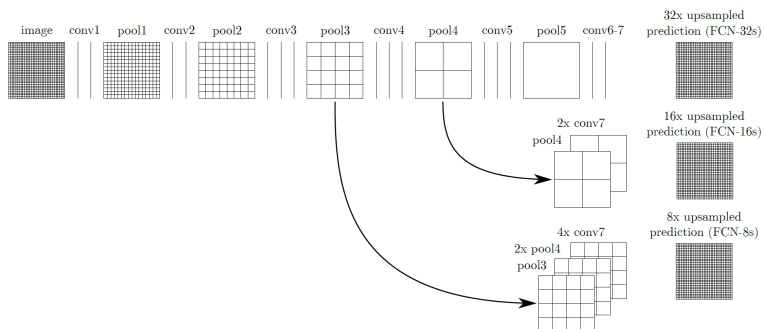 image conv1 pool1 conv2 pool2 conv3 pool3 conv4 pool4 conv5 pool5 conv6-7
32x upsampled
prediction (FCN-32s)
16x upsampled
prediction (FCN-16s)
2x conv7
pool4
8x upsampled
prediction (FCN-8s)
4x conv7
2x pool4
pool3